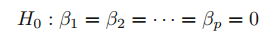 H₀ : β₁ = β₂ = ⋯ = βₚ = 0